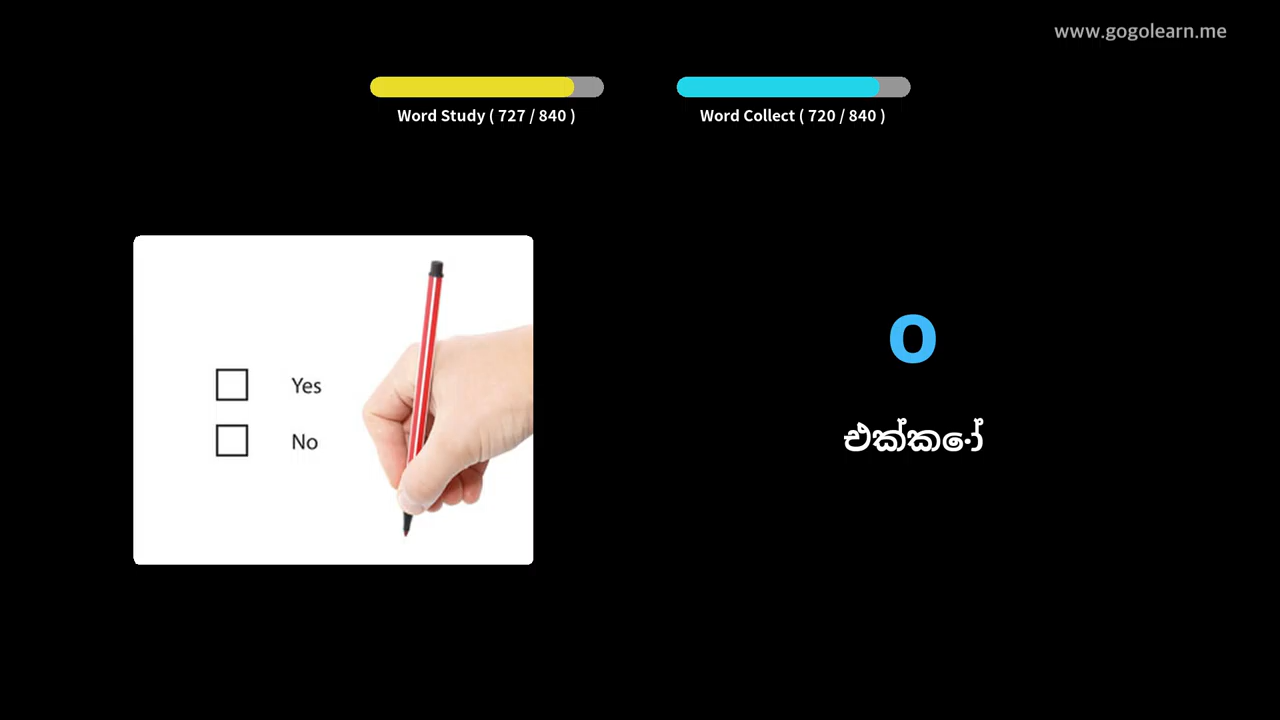 www.gogolearn.me
Word Study ( 727 / 840 )
Word Collect ( 720 / 840 )
Yes
No
o
එක්කෝ